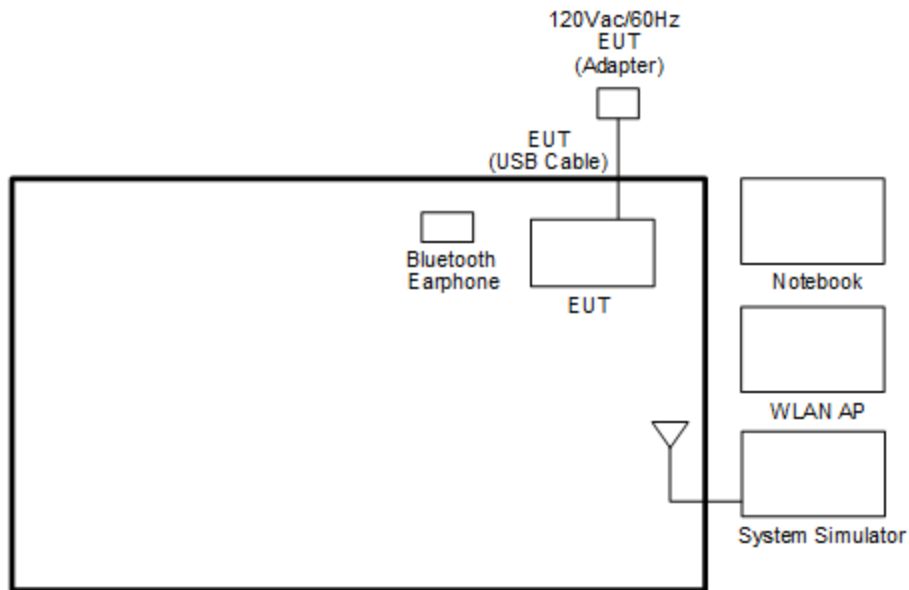 120Vac/60Hz
EUT
(Adapter)
EUT
(USB Cable)
Bluetooth
Earphone
EUT
Notebook
WLAN AP
System Simulator